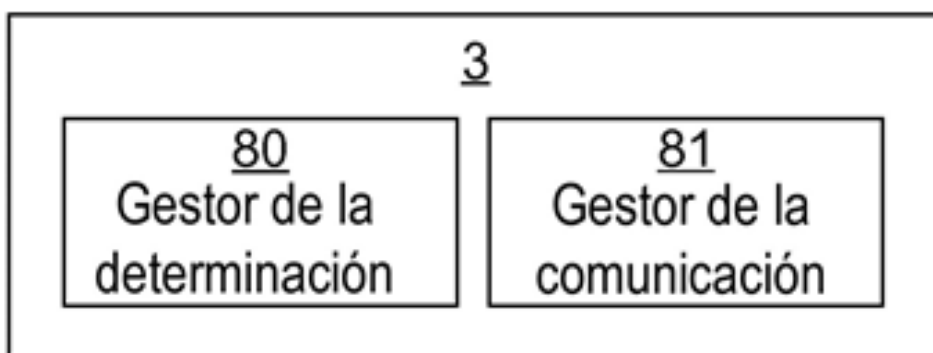 3
80
Gestor de la
determinación
81
Gestor de la
comunicación